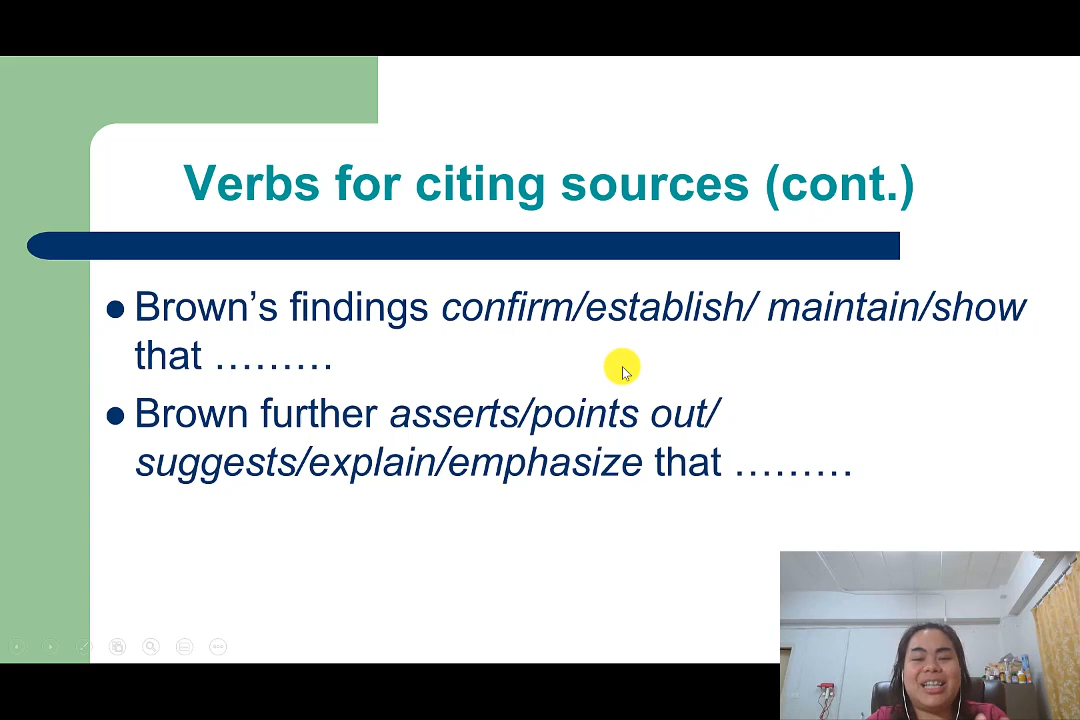 Verbs for citing sources (cont.)
● Brown’s findings confirm/establish/ maintain/show
that ………
● Brown further asserts/points out/
suggests/explain/emphasize that ………